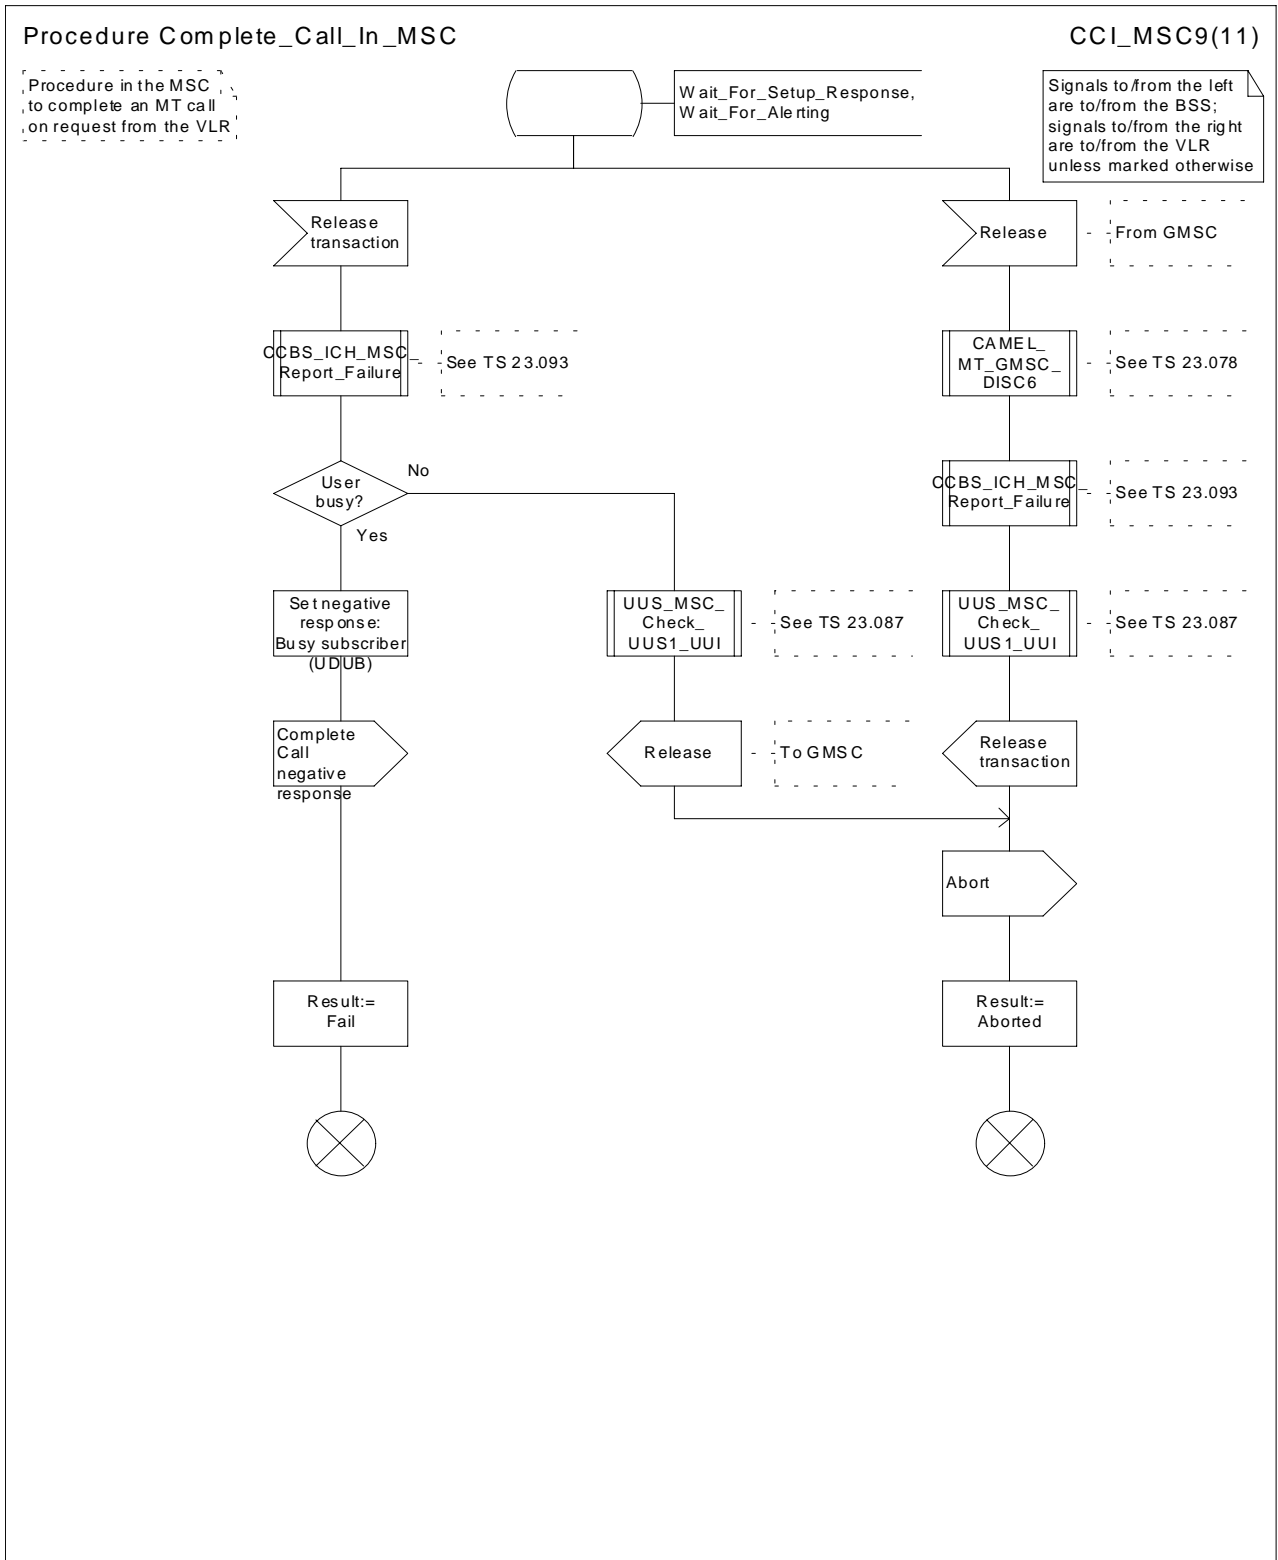 Procedure Complete_Call_In_MSC
CCI_MSC9(11)
Procedure in the MSC
to complete an MT call
on request from the VLR
Wait_For_Setup_Response,
Wait_For_Alerting
Signals to/from the left
are to/from the BSS;
signals to/from the right
are to/from the VLR
unless marked otherwise
Release
transaction
Release
From GMSC
CCBS_ICH_MSC_
Report_Failure
See TS 23.093
CAMEL_
MT_GMSC_
DISC6
See TS 23.078
User
busy?
No
Yes
CCBS_ICH_MSC_
Report_Failure
See TS 23.093
Set negative
response:
Busy subscriber
(UDUB)
UUS_MSC_
Check_
UUS1_UUI
See TS 23.087
UUS_MSC_
Check_
UUS1_UUI
See TS 23.087
Complete
Call
negative
response
Release
To GMSC
Release
transaction
Abort
Result:=
Fail
Result:=
Aborted